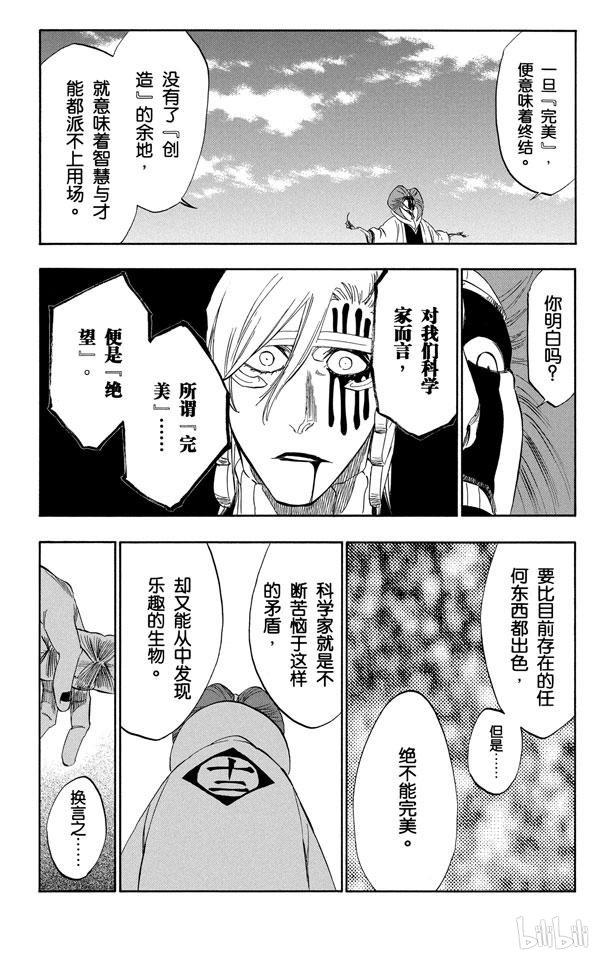 一旦『完美』，
便意味着终结。
没有了『创
造』的余地，
就意味着智慧与才
能都派不上用场。
你明白吗？
对我们科学
家而言，
所谓『完
美』……
便是『绝
望』。
要比目前存在的任
何东西都出色，
但是……
绝不能完美。
科学家就是不
断苦恼于这样
的矛盾，
却又能从中发现
乐趣的生物。
十二
换言之……
bilibili